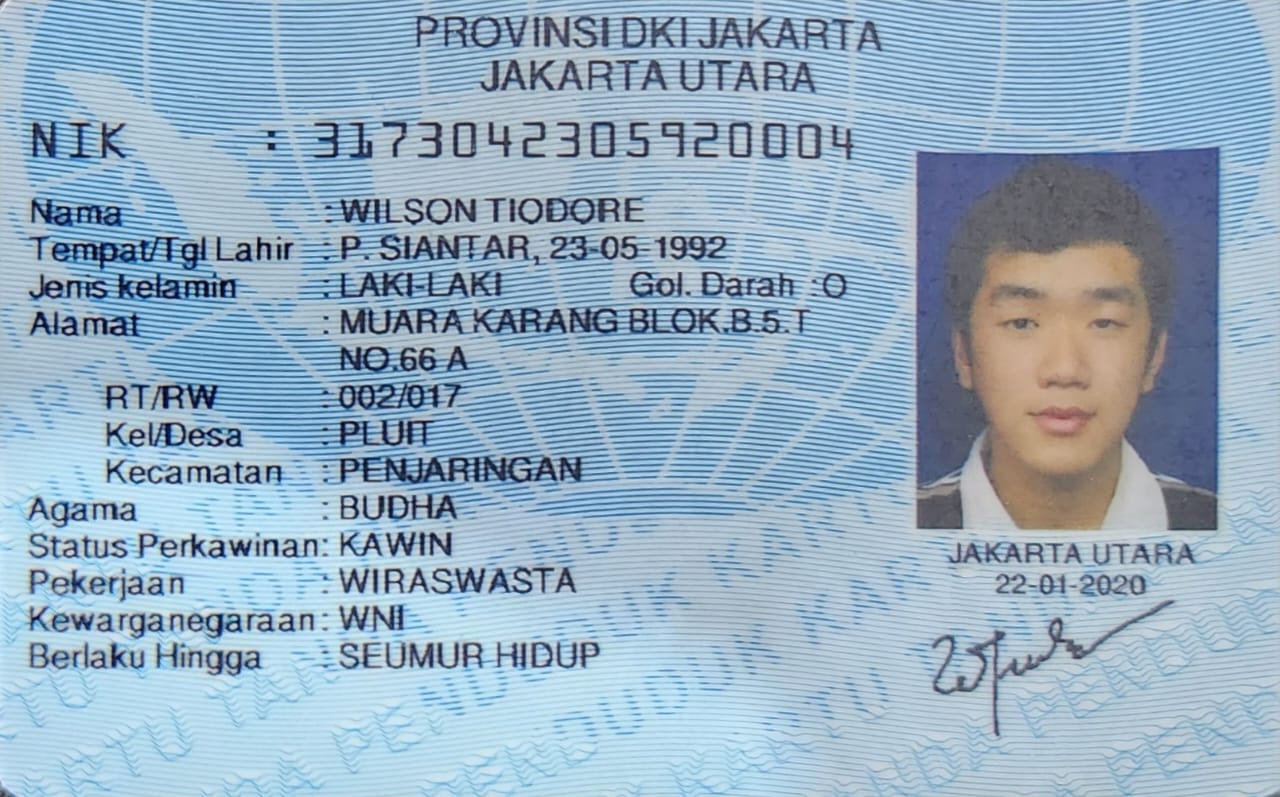 PROVINSI DKI JAKARTA
JAKARTA UTARA
NIK : 3173042305920004
Nama : WILSON TIODORE
Tempat/Tgl Lahir : P. SIANTAR, 23-05-1992
Jenis kelamin : LAKI-LAKI Gol. Darah : O
Alamat : MUARA KARANG BLOK.B.5.T
NO.66 A
RT/RW : 002/017
Kel/Desa : PLUIT
Kecamatan : PENJARINGAN
Agama : BUDHA
Status Perkawinan: KAWIN
Pekerjaan : WIRASWASTA
Kewarganegaraan: WNI
Berlaku Hingga : SEUMUR HIDUP
JAKARTA UTARA
22-01-2020